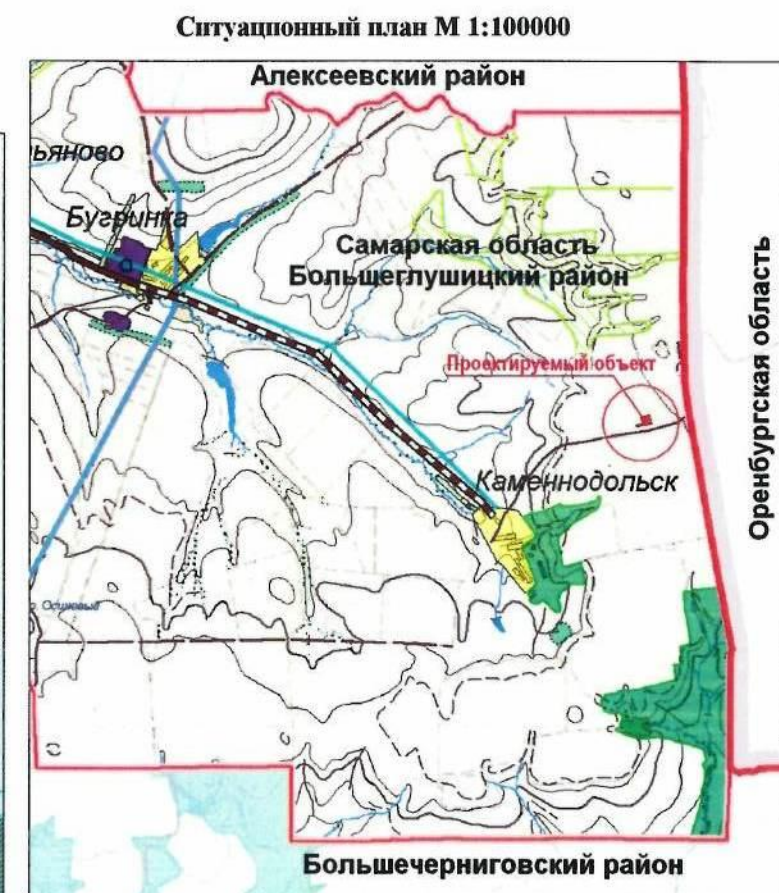 Ситуационный план М 1:100000
Алексеевский район
ьяново
Бугринка
Самарская область
Большеглушицкий район
Проектируемый объект
Оренбургская область
Каменнодольск
Большечерниговский район